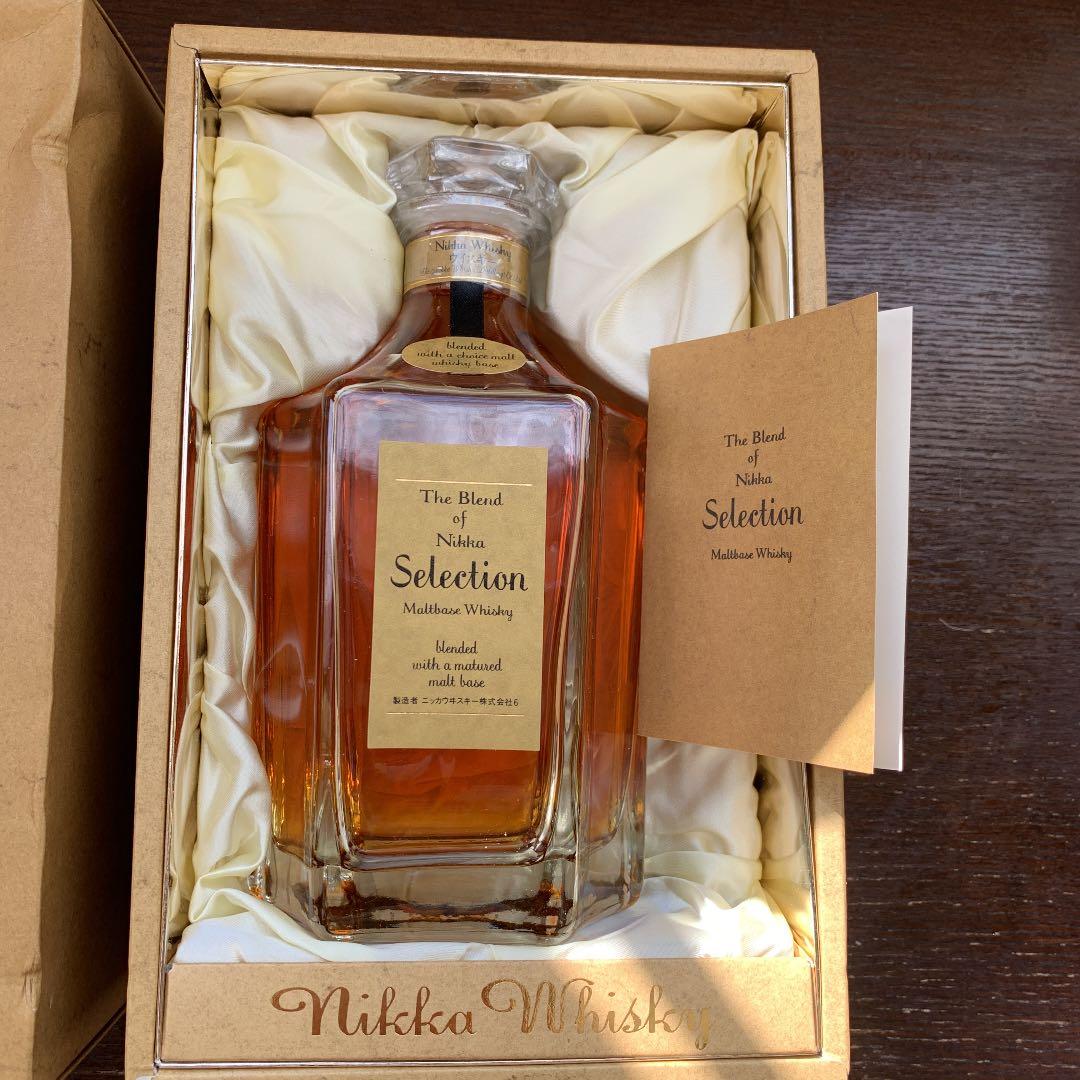 Nikka Whisky
ウイスキー
blended
with a choice malt
whisky base
The Blend
of
Nikka
Selection
Maltbase Whisky
blended
with a matured
malt base
製造者 ニッカウヰスキー株式会社6
The Blend
of
Nikka
Selection
Maltbase Whisky
Nikka Whisky